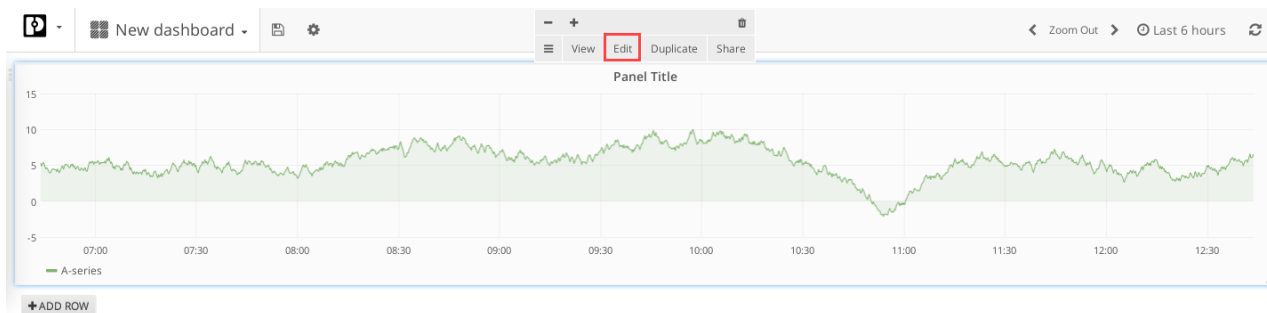 New dashboard
Zoom Out
Last 6 hours
− +
View Edit Duplicate Share
Panel Title
15
10
5
0
-5
07:00 07:30 08:00 08:30 09:00 09:30 10:00 10:30 11:00 11:30 12:00 12:30
A-series
+ ADD ROW